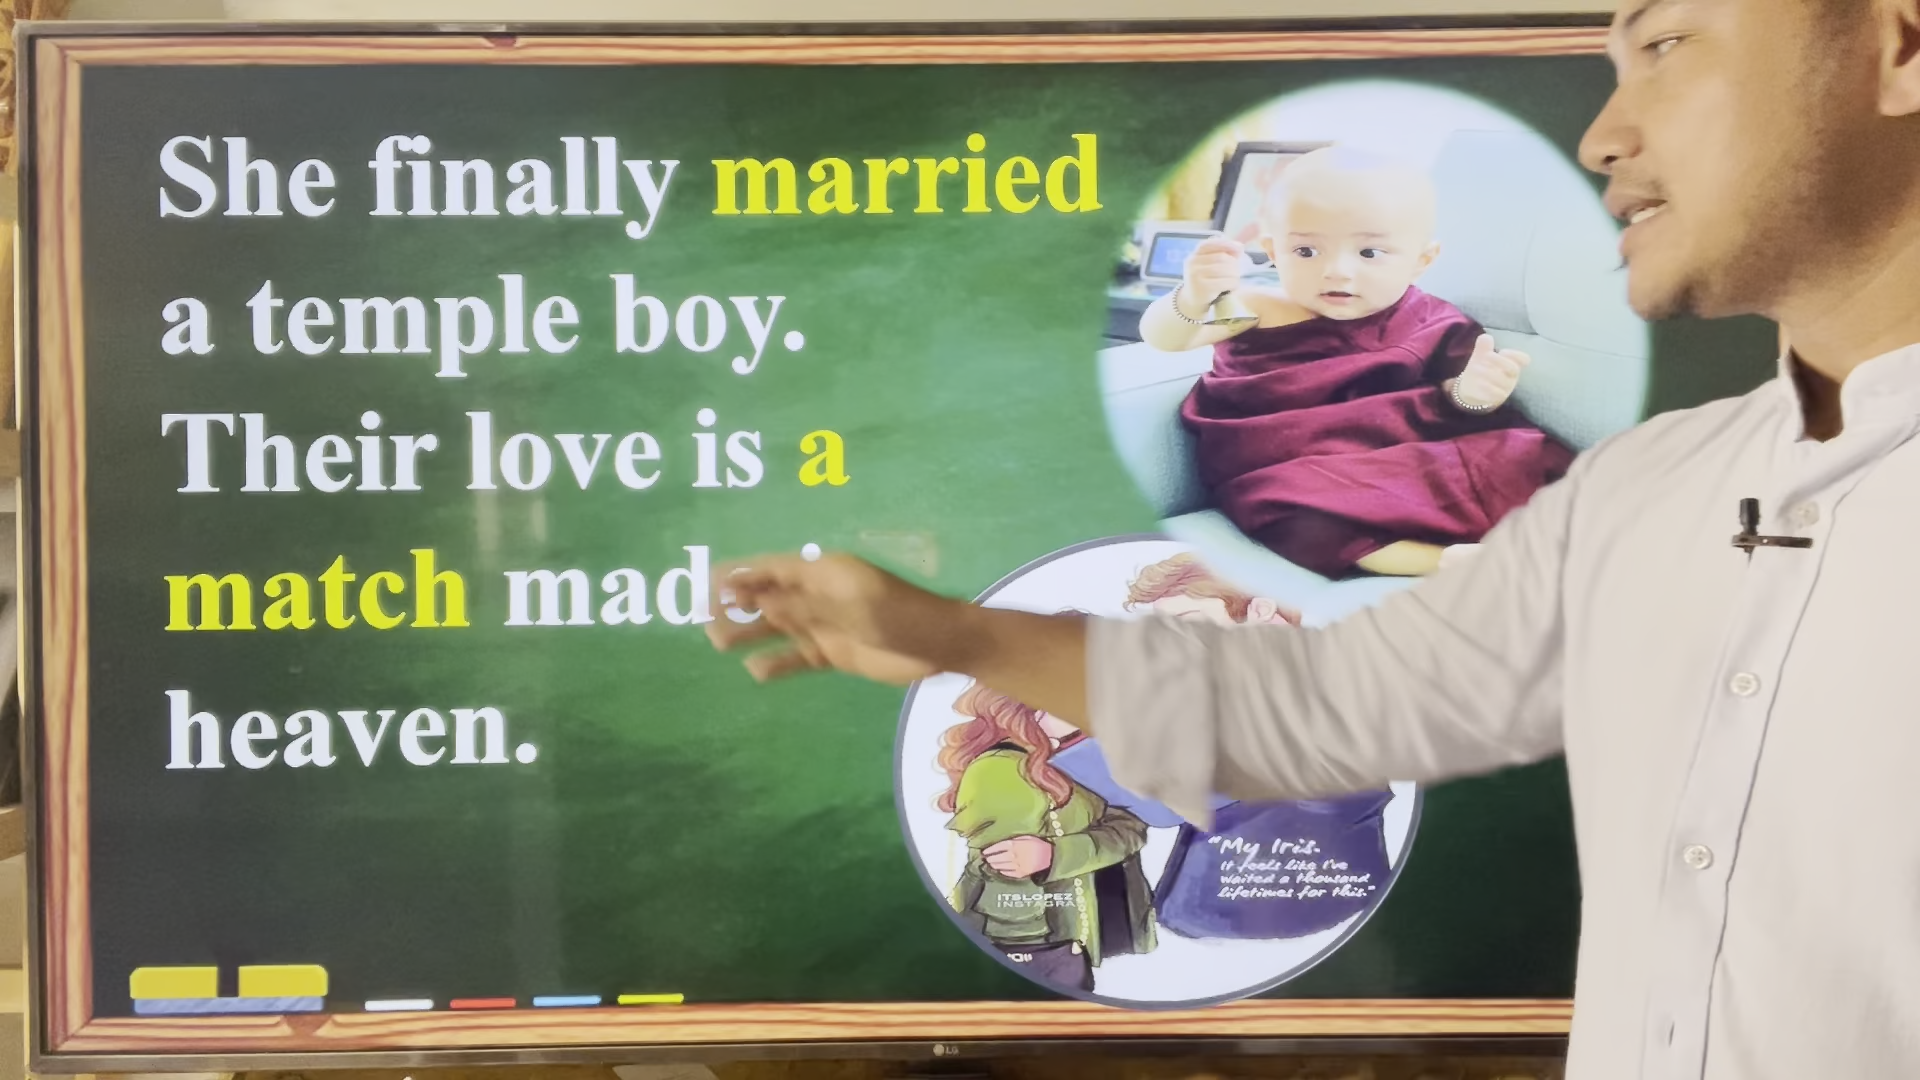 She finally married
a temple boy.
Their love is a
match made
heaven.
"My Iris.
it feels like I've
waited a thousand
lifetimes for this."
ITSLOPEZ
INSTAGRA
LG